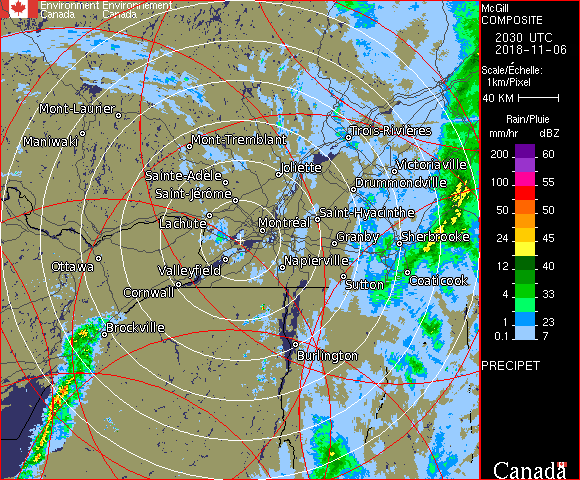 Environment Environnement
Canada Canada
McGill
COMPOSITE
2030 UTC
2018-11-06
Scale/Échelle:
1km/Pixel
40 KM
Rain/Pluie
mm/hr dBZ
200 60
100 55
50 50
24 45
12 40
4 33
1 23
0.1 7
PRECIPET
Mont-Laurier
Maniwaki
Mont-Tremblant
Trois-Rivières
Sainte-Adèle
Joliette
Victoriaville
Saint-Jérôme
Drummondville
Lachute
Montréal
Saint-Hyacinthe
Granby
Sherbrooke
Ottawa
Valleyfield
Napierville
Cornwall
Sutton
Coaticook
Brockville
Burlington
Canada